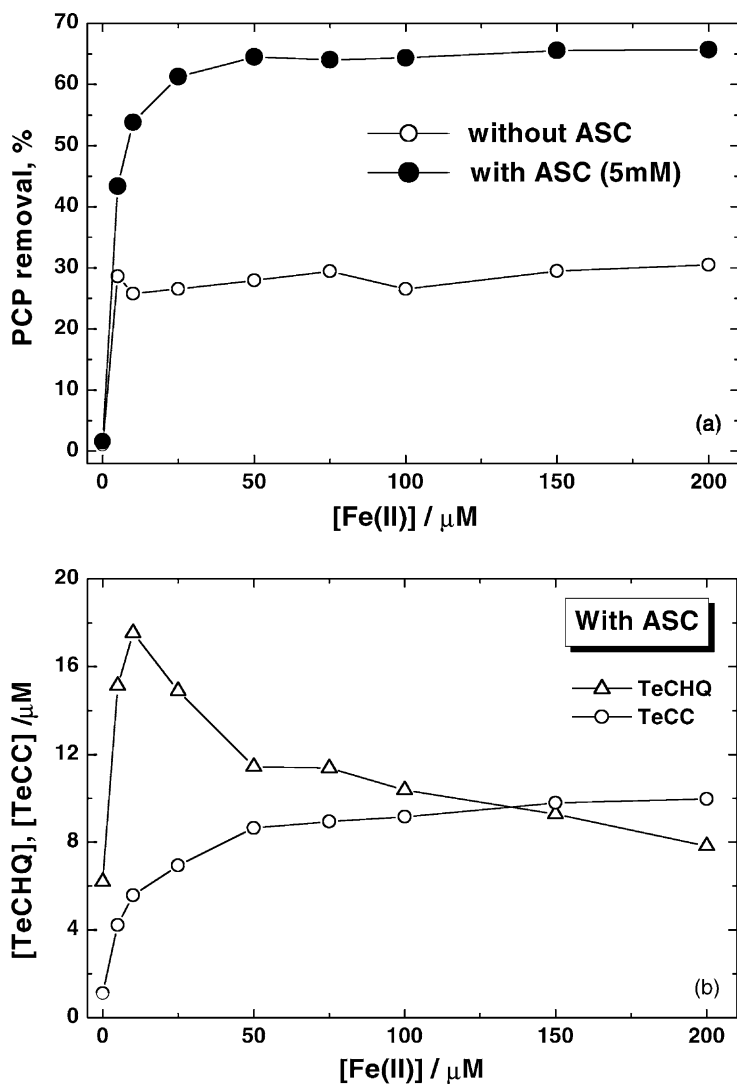 70
60
50
40
30
20
10
0
PCP removal, %
without ASC
with ASC (5mM)
(a)
0 50 100 150 200
[Fe(II)] / μM
20
16
12
8
4
0
[TeCHQ], [TeCC] /μM
With ASC
TeCHQ
TeCC
(b)
0 50 100 150 200
[Fe(II)] / μM